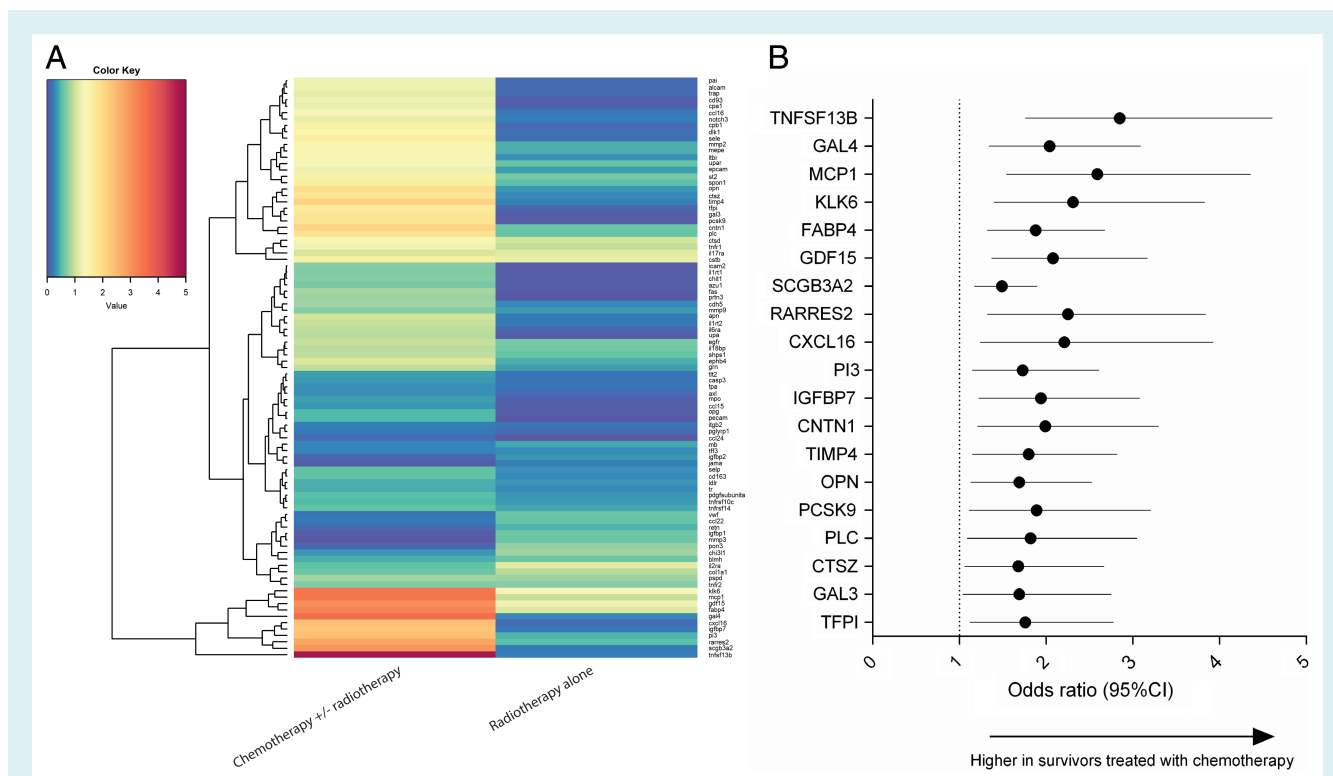 A
Color Key
0 1 2 3 4 5
Value
pai
alcam
trap
cd93
cpa1
ccl16
notch3
cpb1
dlk1
sele
mmp2
mepe
ltbr
upar
epcam
st2
spon1
opn
ctsz
timp4
tfpi
gal3
pcsk9
cntn1
plc
ctsd
tnfr1
il17ra
cstb
icam2
il1rt1
chit1
azu1
fas
prtn3
cdh5
mmp9
apn
il1rt2
il6ra
upa
egfr
il18bp
shps1
ephb4
grn
tlt2
casp3
tpa
axl
mpo
ccl15
opg
pecam
itgb2
pglyrp1
ccl24
mb
tff3
igfbp2
jama
selp
cd163
ldlr
tr
pdgfsubunita
tnfrsf10c
tnfrsf14
vwf
ccl22
retn
igfbp1
mmp3
pon3
chi3l1
blmh
il2ra
col1a1
pspd
tnfr2
klk6
mcp1
gdf15
fabp4
gal4
cxcl16
igfbp7
pi3
rarres2
scgb3a2
tnfsf13b
Chemotherapy +/- radiotherapy
Radiotherapy alone
B
TNFSF13B
GAL4
MCP1
KLK6
FABP4
GDF15
SCGB3A2
RARRES2
CXCL16
PI3
IGFBP7
CNTN1
TIMP4
OPN
PCSK9
PLC
CTSZ
GAL3
TFPI
0 1 2 3 4 5
Odds ratio (95%CI)
Higher in survivors treated with chemotherapy